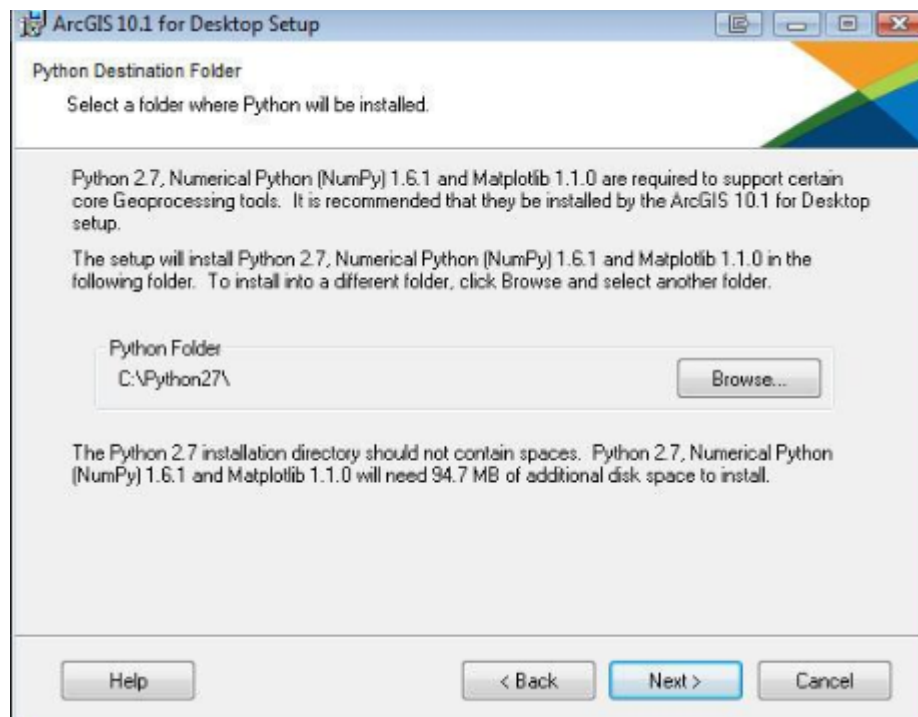 ArcGIS 10.1 for Desktop Setup
Python Destination Folder
Select a folder where Python will be installed.
Python 2.7, Numerical Python (NumPy) 1.6.1 and Matplotlib 1.1.0 are required to support certain
core Geoprocessing tools. It is recommended that they be installed by the ArcGIS 10.1 for Desktop
setup.
The setup will install Python 2.7, Numerical Python (NumPy) 1.6.1 and Matplotlib 1.1.0 in the
following folder. To install into a different folder, click Browse and select another folder.
Python Folder
C:\Python27\
Browse...
The Python 2.7 installation directory should not contain spaces. Python 2.7, Numerical Python
(NumPy) 1.6.1 and Matplotlib 1.1.0 will need 94.7 MB of additional disk space to install.
Help
< Back
Next >
Cancel